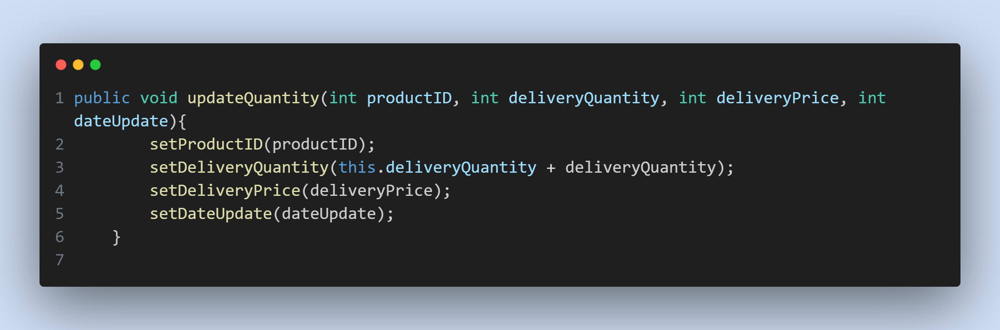 1 public void updateQuantity(int productID, int deliveryQuantity, int deliveryPrice, int
dateUpdate){
2         setProductID(productID);
3         setDeliveryQuantity(this.deliveryQuantity + deliveryQuantity);
4         setDeliveryPrice(deliveryPrice);
5         setDateUpdate(dateUpdate);
6     }
7